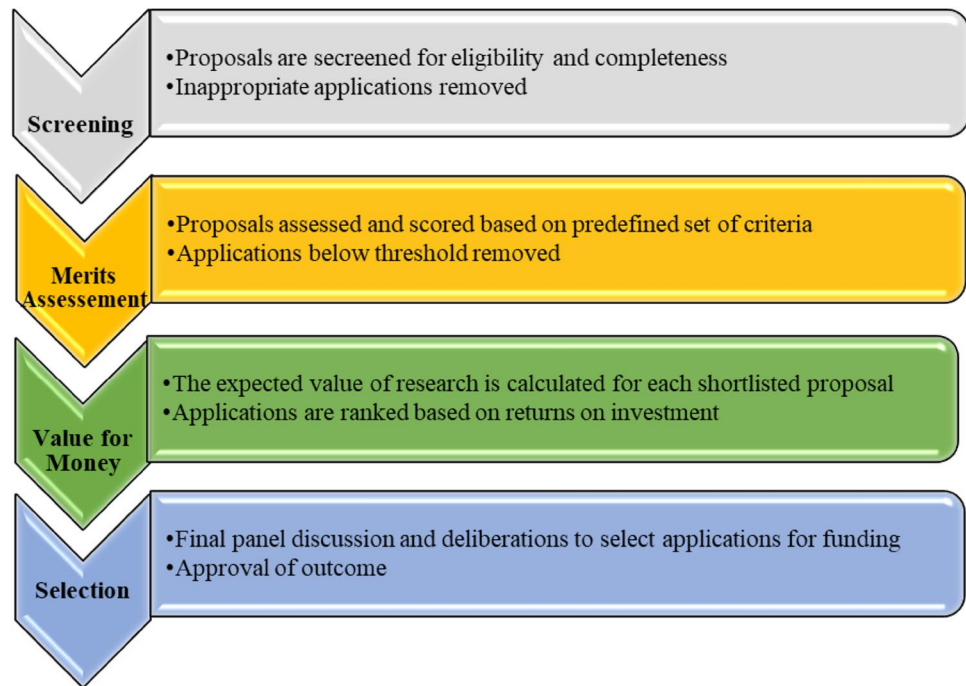 Screening
•Proposals are secreened for eligibility and completeness
•Inappropriate applications removed
Merits
Assessement
•Proposals assessed and scored based on predefined set of criteria
•Applications below threshold removed
Value for
Money
•The expected value of research is calculated for each shortlisted proposal
•Applications are ranked based on returns on investment
Selection
•Final panel discussion and deliberations to select applications for funding
•Approval of outcome